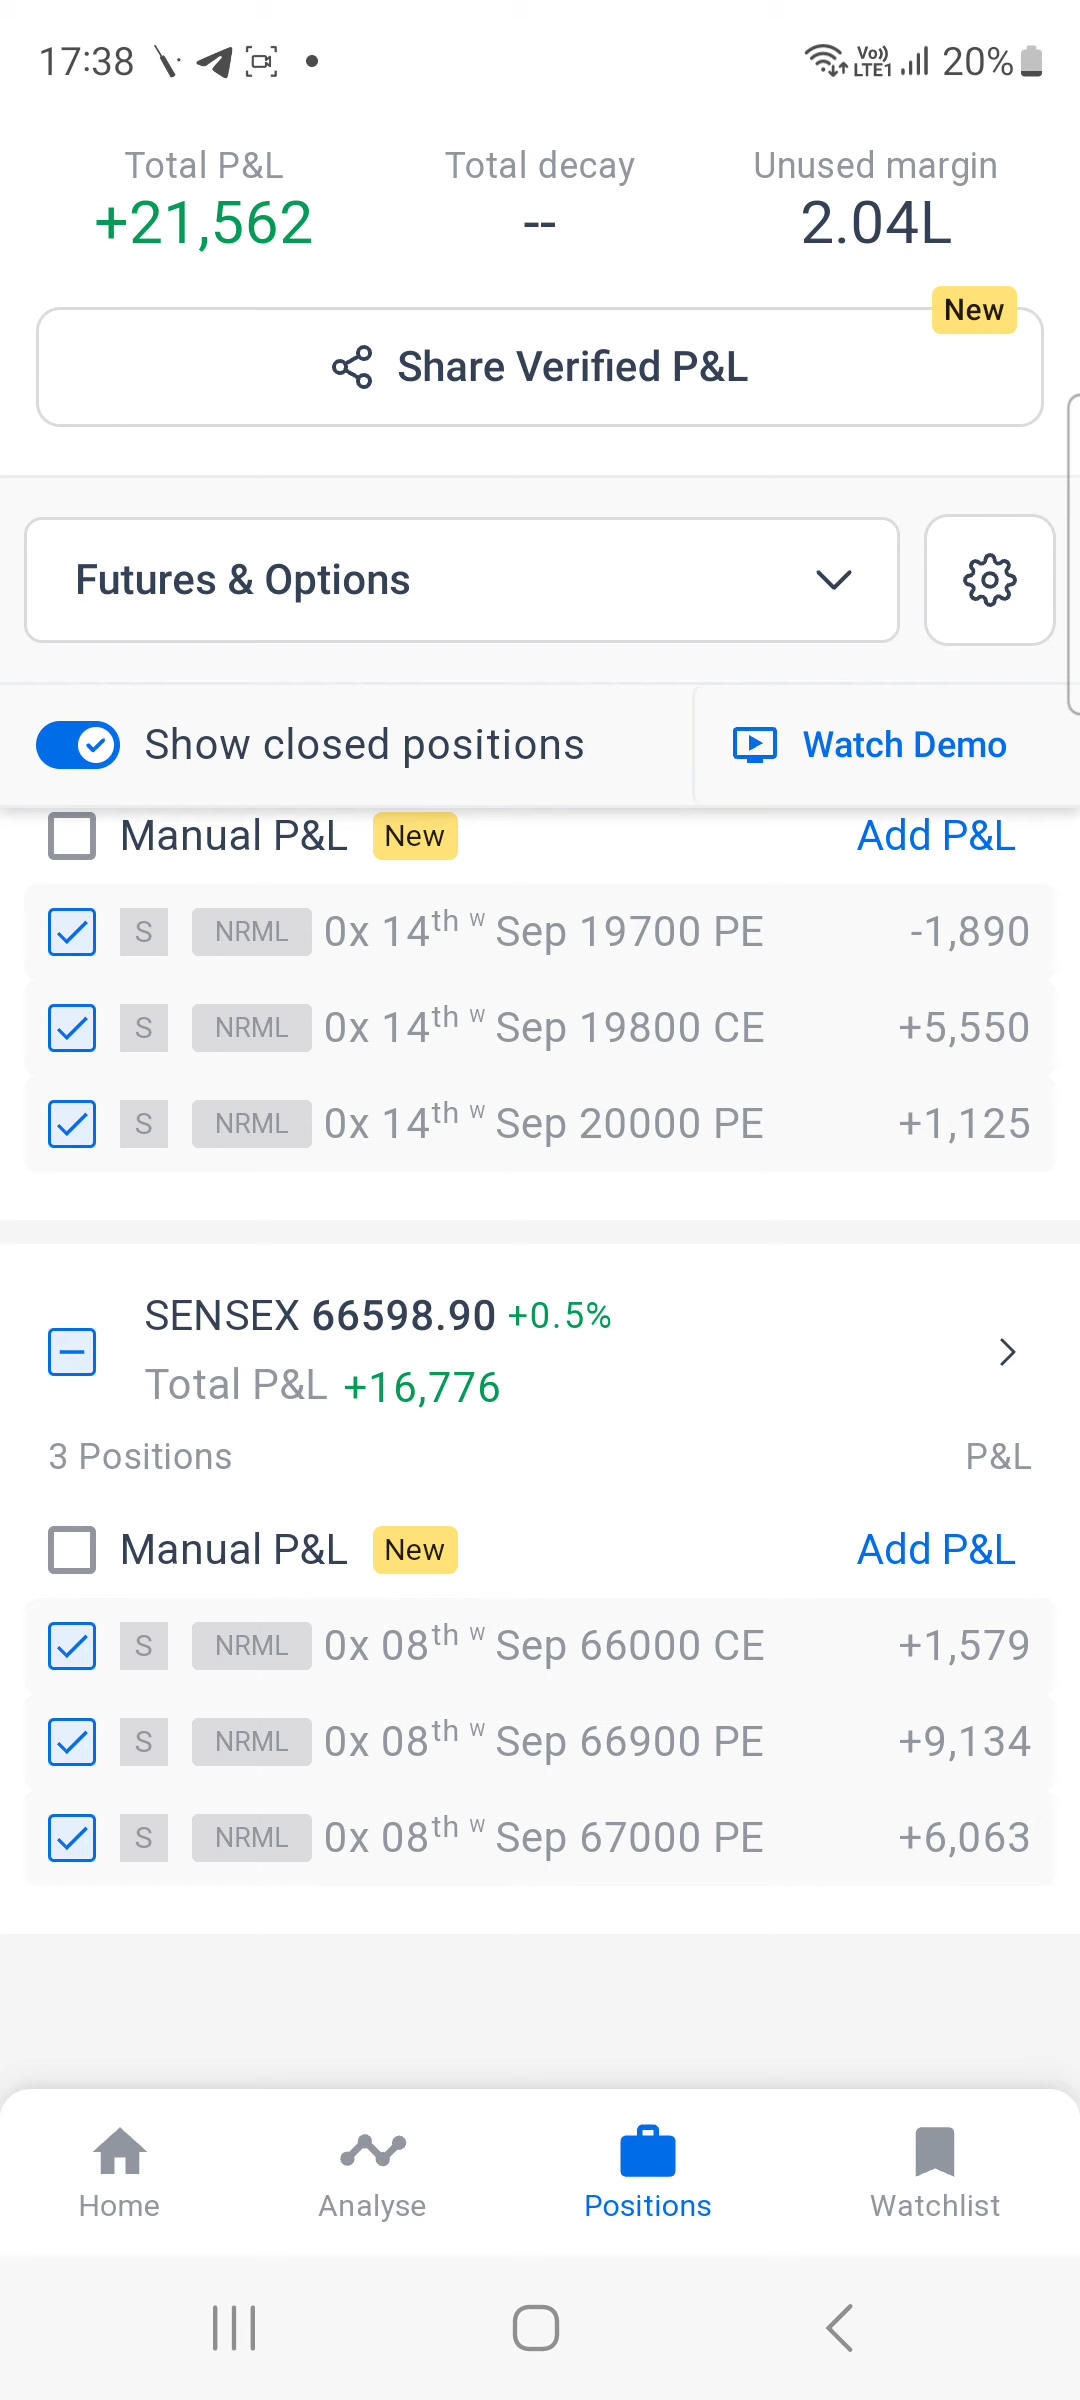 17:38 Vo)) LTE1 20%
Total P&L Total decay Unused margin
+21,562 -- 2.04L
New
Share Verified P&L
Futures & Options
Show closed positions Watch Demo
Manual P&L New Add P&L
S NRML 0x 14th W Sep 19700 PE -1,890
S NRML 0x 14th W Sep 19800 CE +5,550
S NRML 0x 14th W Sep 20000 PE +1,125
SENSEX 66598.90 +0.5%
Total P&L +16,776
3 Positions P&L
Manual P&L New Add P&L
S NRML 0x 08th W Sep 66000 CE +1,579
S NRML 0x 08th W Sep 66900 PE +9,134
S NRML 0x 08th W Sep 67000 PE +6,063
Home Analyse Positions Watchlist